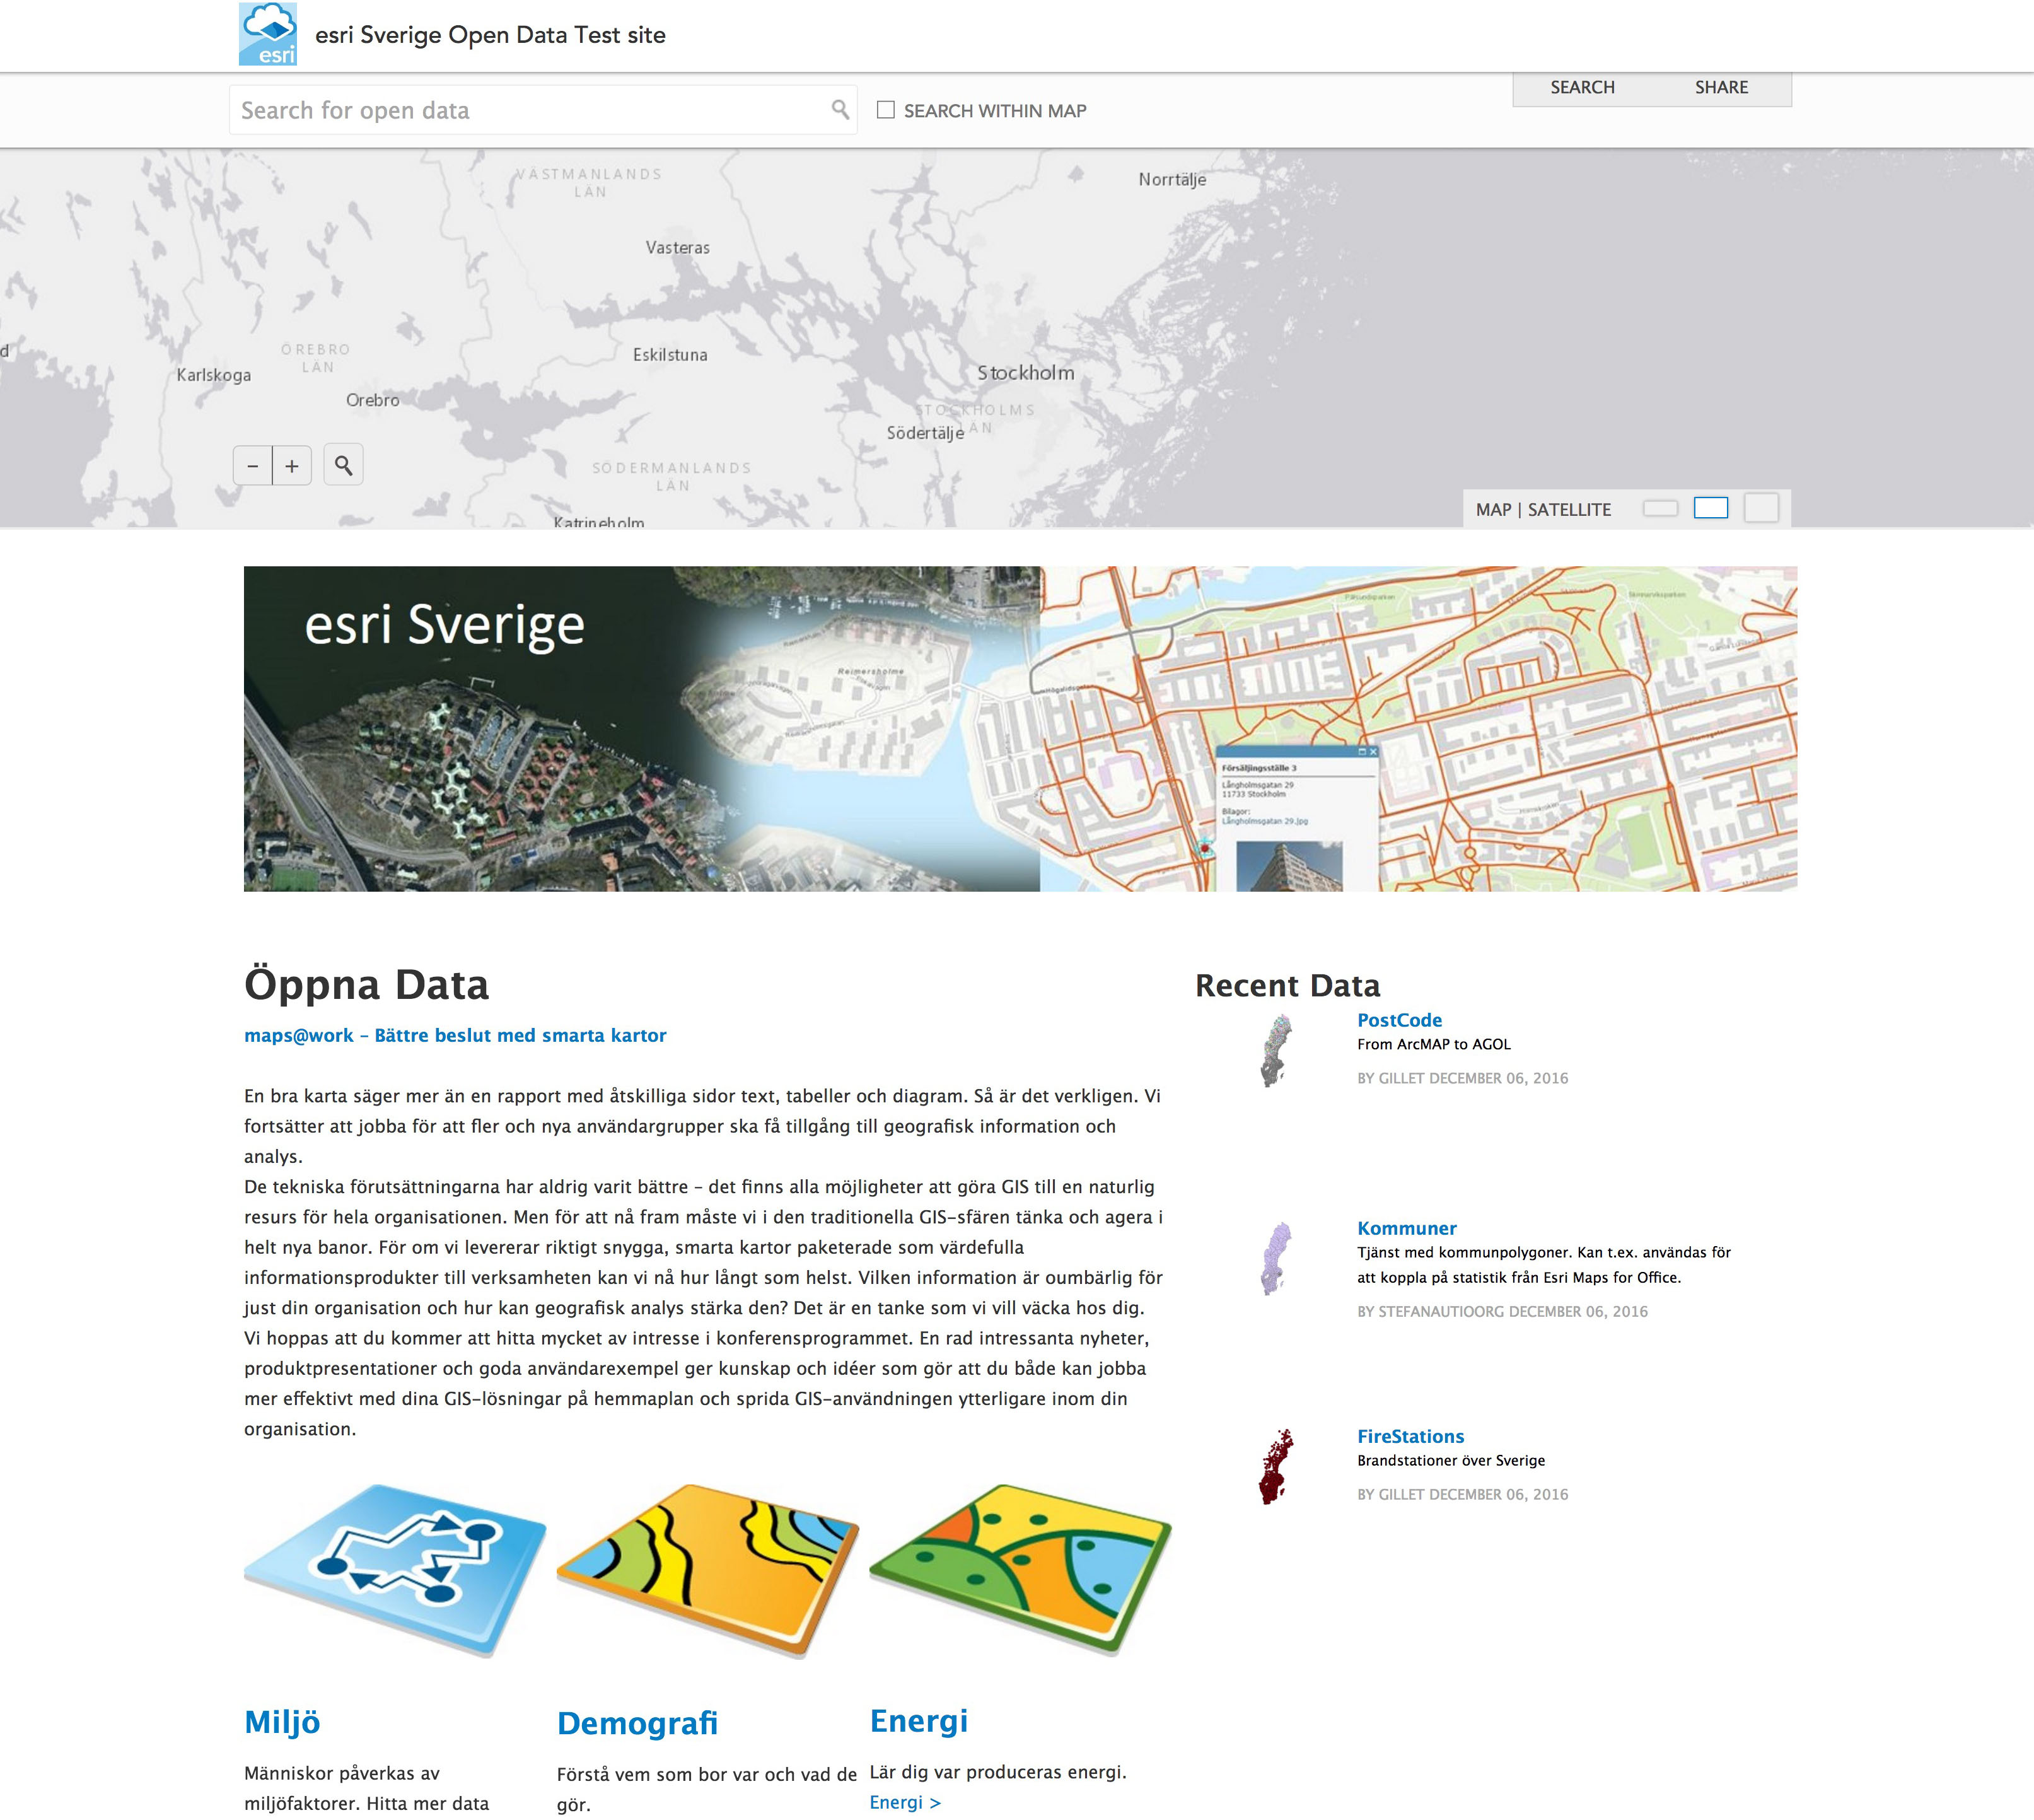 esri
esri Sverige Open Data Test site
Search for open data
SEARCH WITHIN MAP
SEARCH
SHARE
VÄSTMANLANDS
LÄN
Norrtälje
Vasteras
ÖREBRO
LÄN
Karlskoga
Eskilstuna
Orebro
Stockholm
STOCKHOLMS
LÄN
Södertälje
SÖDERMANLANDS
LÄN
Katrineholm
d
MAP | SATELLITE
esri Sverige
Reimersholme
Försäljingsställe 3
Långholmsgatan 29
11733 Stockholm
Bilagor:
Långholmsgatan 29.jpg
Öppna Data
maps@work – Bättre beslut med smarta kartor
En bra karta säger mer än en rapport med åtskilliga sidor text, tabeller och diagram. Så är det verkligen. Vi
fortsätter att jobba för att fler och nya användargrupper ska få tillgång till geografisk information och
analys.
De tekniska förutsättningarna har aldrig varit bättre – det finns alla möjligheter att göra GIS till en naturlig
resurs för hela organisationen. Men för att nå fram måste vi i den traditionella GIS-sfären tänka och agera i
helt nya banor. För om vi levererar riktigt snygga, smarta kartor paketerade som värdefulla
informationsprodukter till verksamheten kan vi nå hur långt som helst. Vilken information är oumbärlig för
just din organisation och hur kan geografisk analys stärka den? Det är en tanke som vi vill väcka hos dig.
Vi hoppas att du kommer att hitta mycket av intresse i konferensprogrammet. En rad intressanta nyheter,
produktpresentationer och goda användarexempel ger kunskap och idéer som gör att du både kan jobba
mer effektivt med dina GIS-lösningar på hemmaplan och sprida GIS-användningen ytterligare inom din
organisation.
Recent Data
PostCode
From ArcMAP to AGOL
BY GILLET DECEMBER 06, 2016
Kommuner
Tjänst med kommunpolygoner. Kan t.ex. användas för
att koppla på statistik från Esri Maps for Office.
BY STEFANAUTIOORG DECEMBER 06, 2016
FireStations
Brandstationer över Sverige
BY GILLET DECEMBER 06, 2016
Miljö
Människor påverkas av
miljöfaktorer. Hitta mer data
Demografi
Förstå vem som bor var och vad de
gör.
Energi
Lär dig var produceras energi.
Energi >